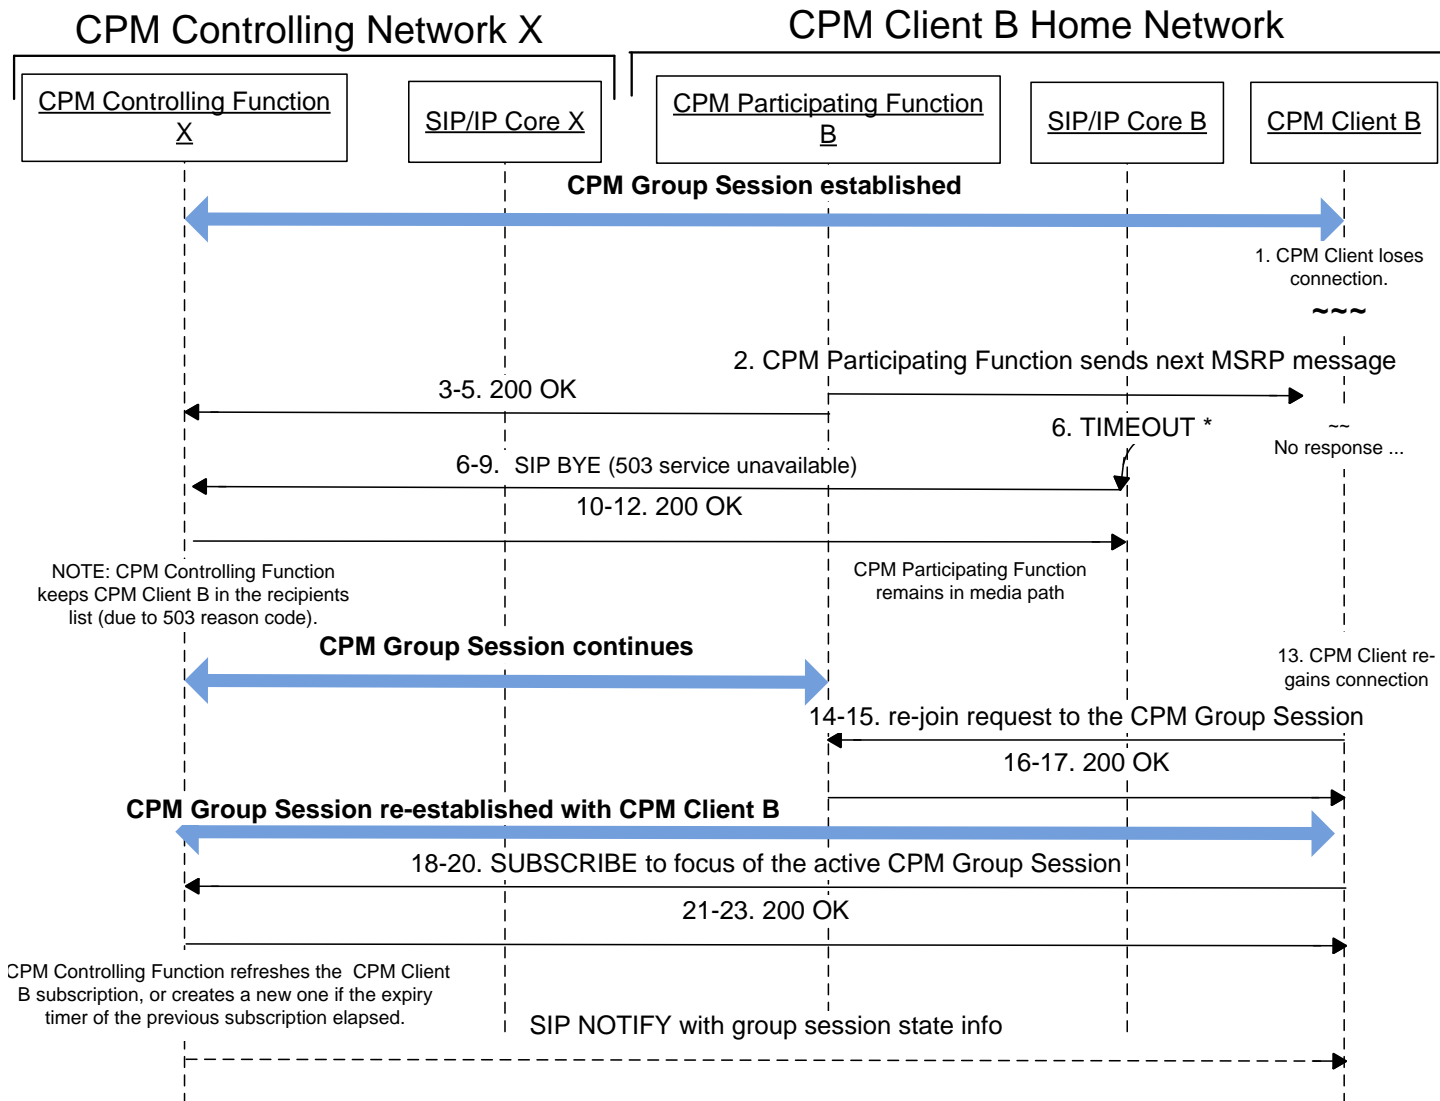 CPM Controlling Network X
CPM Client B Home Network
CPM Controlling Function
X
SIP/IP Core X
CPM Participating Function
B
SIP/IP Core B
CPM Client B
CPM Group Session established
1. CPM Client loses
connection.
~~~
2. CPM Participating Function sends next MSRP message
3-5. 200 OK
6. TIMEOUT *
~~
No response ...
6-9. SIP BYE (503 service unavailable)
10-12. 200 OK
NOTE: CPM Controlling Function
keeps CPM Client B in the recipients
list (due to 503 reason code).
CPM Participating Function
remains in media path
CPM Group Session continues
13. CPM Client re-
gains connection
14-15. re-join request to the CPM Group Session
16-17. 200 OK
CPM Group Session re-established with CPM Client B
18-20. SUBSCRIBE to focus of the active CPM Group Session
21-23. 200 OK
CPM Controlling Function refreshes the CPM Client
B subscription, or creates a new one if the expiry
timer of the previous subscription elapsed.
SIP NOTIFY with group session state info